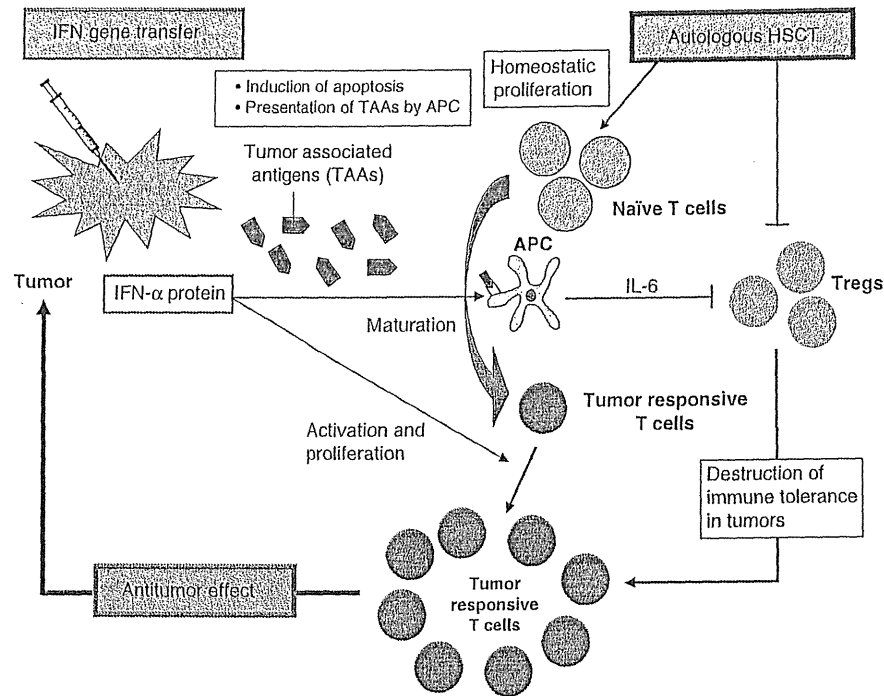 IFN gene transfer
Autologous HSCT
• Induction of apoptosis
• Presentation of TAAs by APC
Homeostatic
proliferation
Tumor associated
antigens (TAAs)
Naïve T cells
APC
Tumor
IFN-α protein
IL-6
Tregs
Maturation
Tumor responsive
T cells
Activation and
proliferation
Destruction of
immune tolerance
in tumors
Antitumor effect
Tumor
responsive
T cells